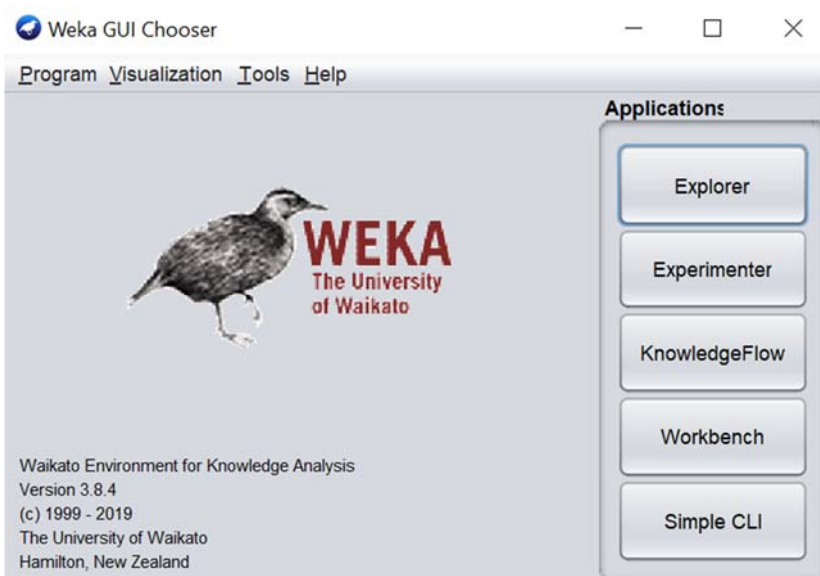 Weka GUI Chooser
Program Visualization Tools Help
Applications
Explorer
Experimenter
KnowledgeFlow
Workbench
Simple CLI
WEKA
The University
of Waikato
Waikato Environment for Knowledge Analysis
Version 3.8.4
(c) 1999 - 2019
The University of Waikato
Hamilton, New Zealand